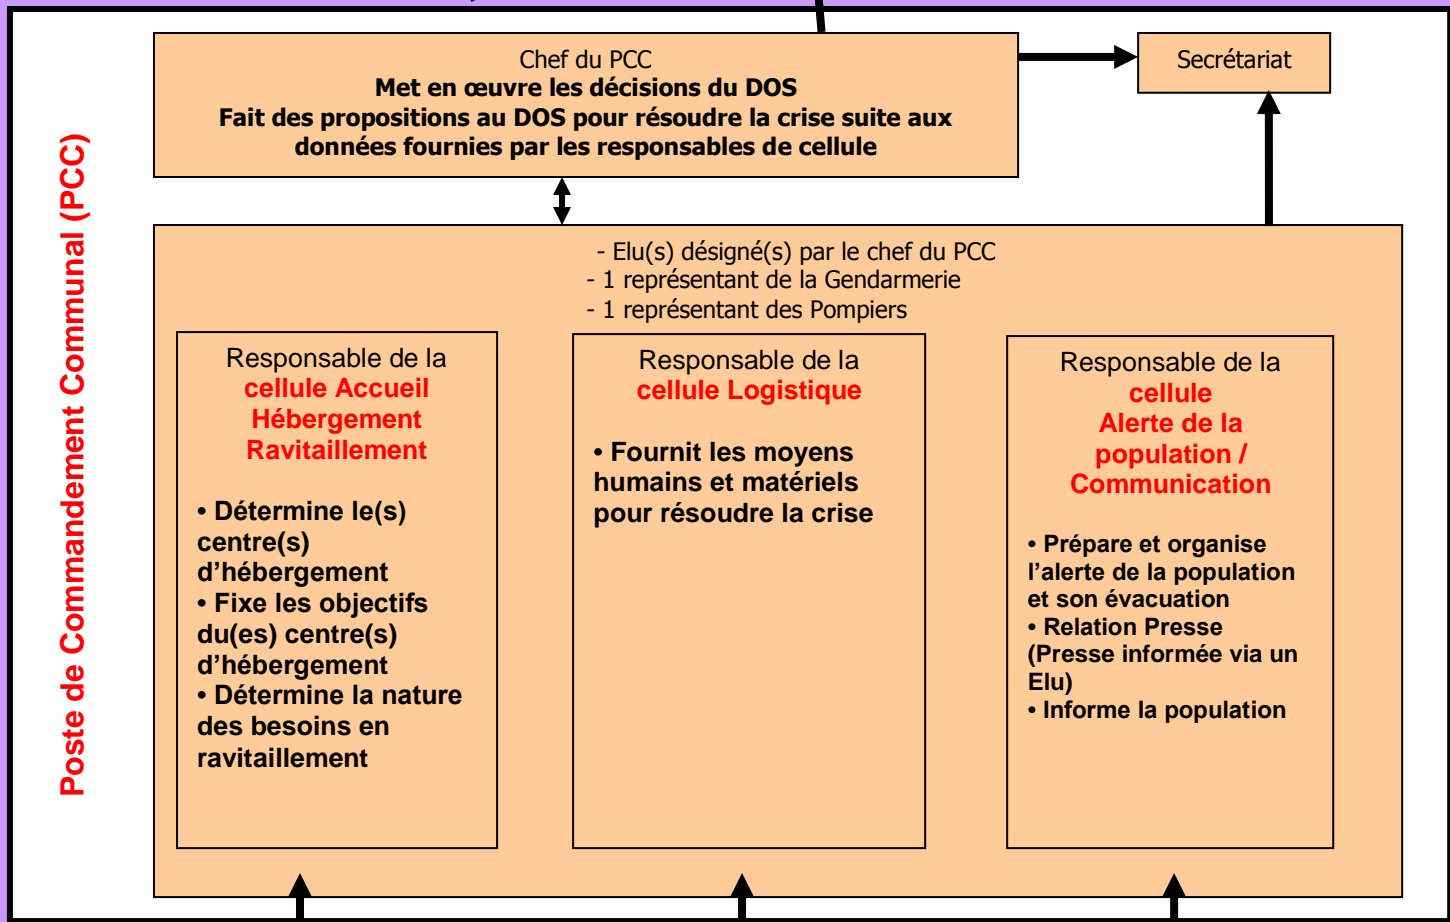 Poste de Commandement Communal (PCC)
Chef du PCC
Met en œuvre les décisions du DOS
Fait des propositions au DOS pour résoudre la crise suite aux
données fournies par les responsables de cellule
Secrétariat
- Elu(s) désigné(s) par le chef du PCC
- 1 représentant de la Gendarmerie
- 1 représentant des Pompiers
Responsable de la
cellule Accueil
Hébergement
Ravitaillement
• Détermine le(s)
centre(s)
d’hébergement
• Fixe les objectifs
du(es) centre(s)
d’hébergement
• Détermine la nature
des besoins en
ravitaillement
Responsable de la
cellule Logistique
• Fournit les moyens
humains et matériels
pour résoudre la crise
Responsable de la
cellule
Alerte de la
population /
Communication
• Prépare et organise
l’alerte de la population
et son évacuation
• Relation Presse
(Presse informée via un
Elu)
• Informe la population